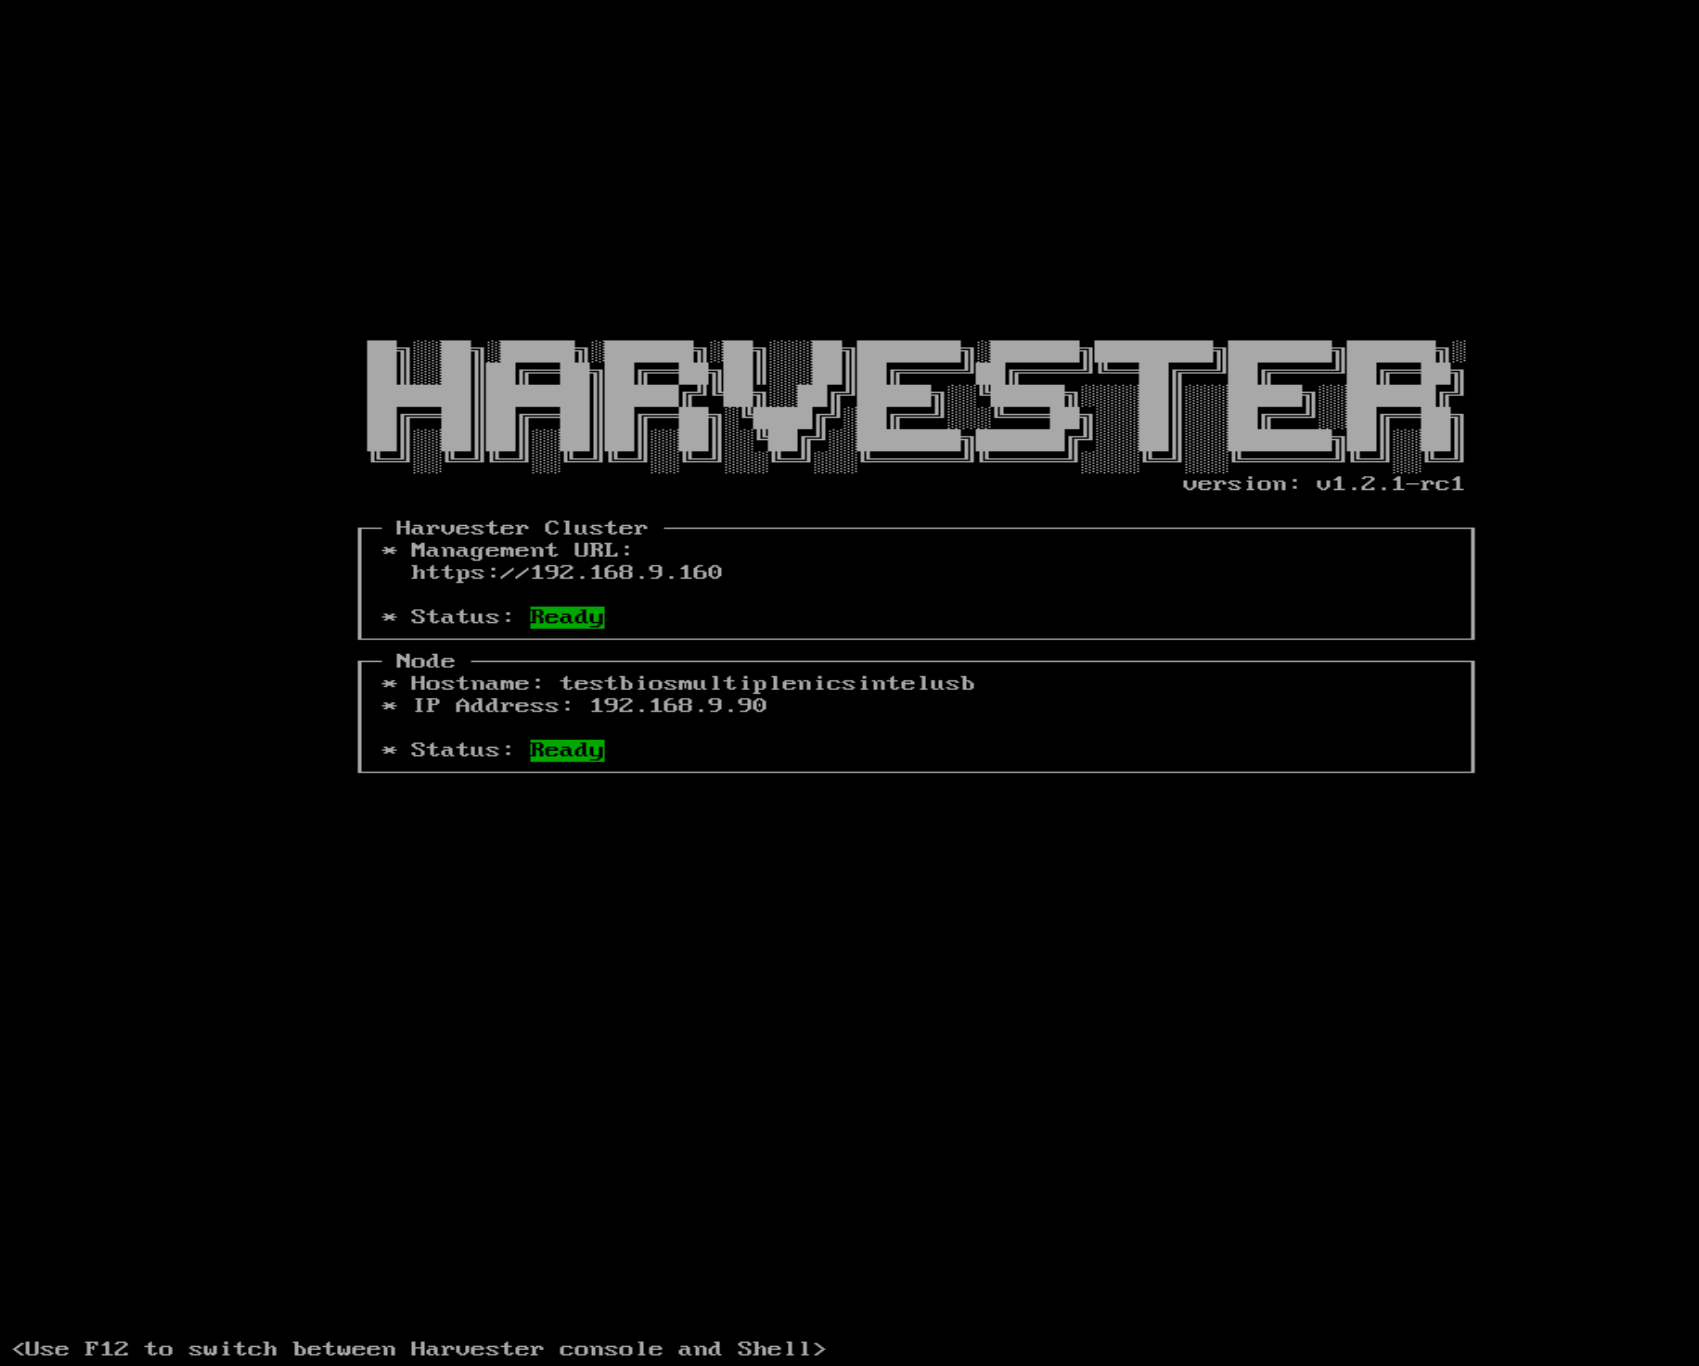 HARVESTER
version: v1.2.1-rc1
Harvester Cluster
* Management URL:
https://192.168.9.160
* Status: Ready
Node
* Hostname: testbiosmultiplenicsintelusb
* IP Address: 192.168.9.90
* Status: Ready
<Use F12 to switch between Harvester console and Shell>